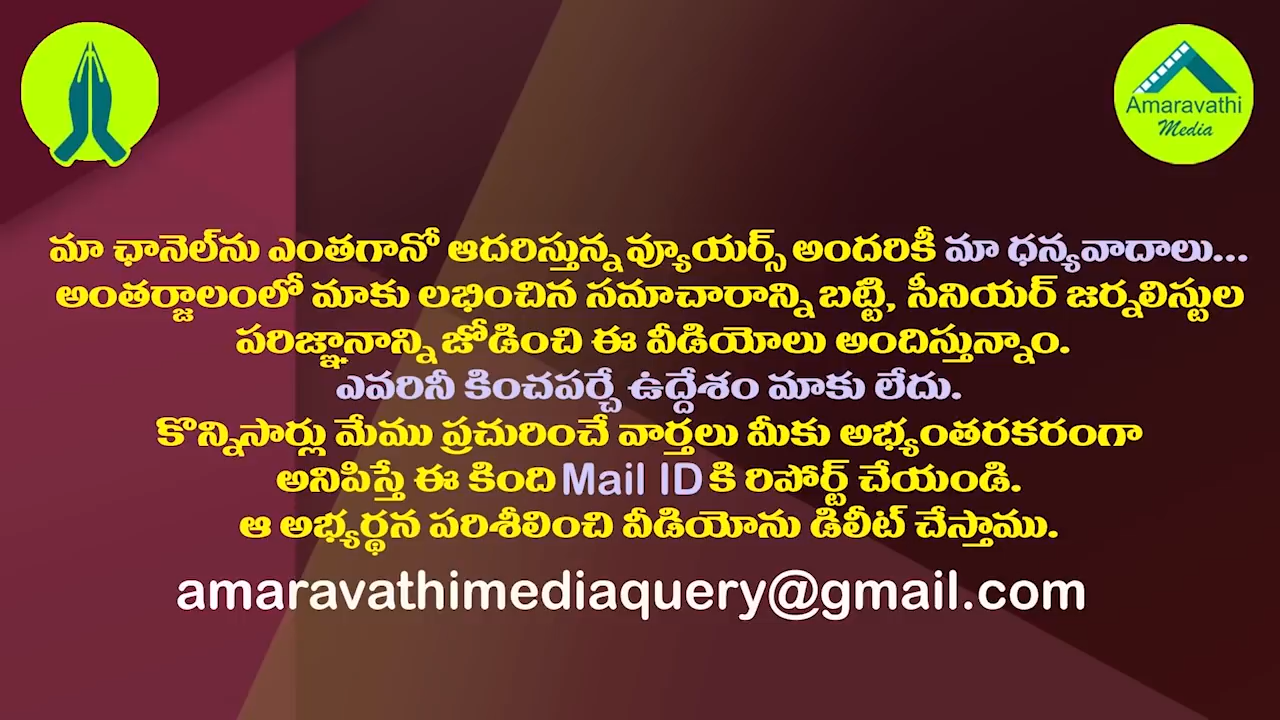 Amaravathi
Media
మా ఛానెల్‌ను ఎంతగానో ఆదరిస్తున్న వ్యూయర్స్ అందరికీ మా ధన్యవాదాలు...
అంతర్జాలంలో మాకు లభించిన సమాచారాన్ని బట్టి, సీనియర్ జర్నలిస్టుల
పరిజ్ఞానాన్ని జోడించి ఈ వీడియోలు అందిస్తున్నాం.
ఎవరినీ కించపర్చే ఉద్దేశం మాకు లేదు.
కొన్నిసార్లు మేము ప్రచురించే వార్తలు మీకు అభ్యంతరకరంగా
అనిపిస్తే ఈ కింది Mail ID కి రిపోర్ట్ చేయండి.
ఆ అభ్యర్థన పరిశీలించి వీడియోను డిలీట్ చేస్తాము.
amaravathimediaquery@gmail.com